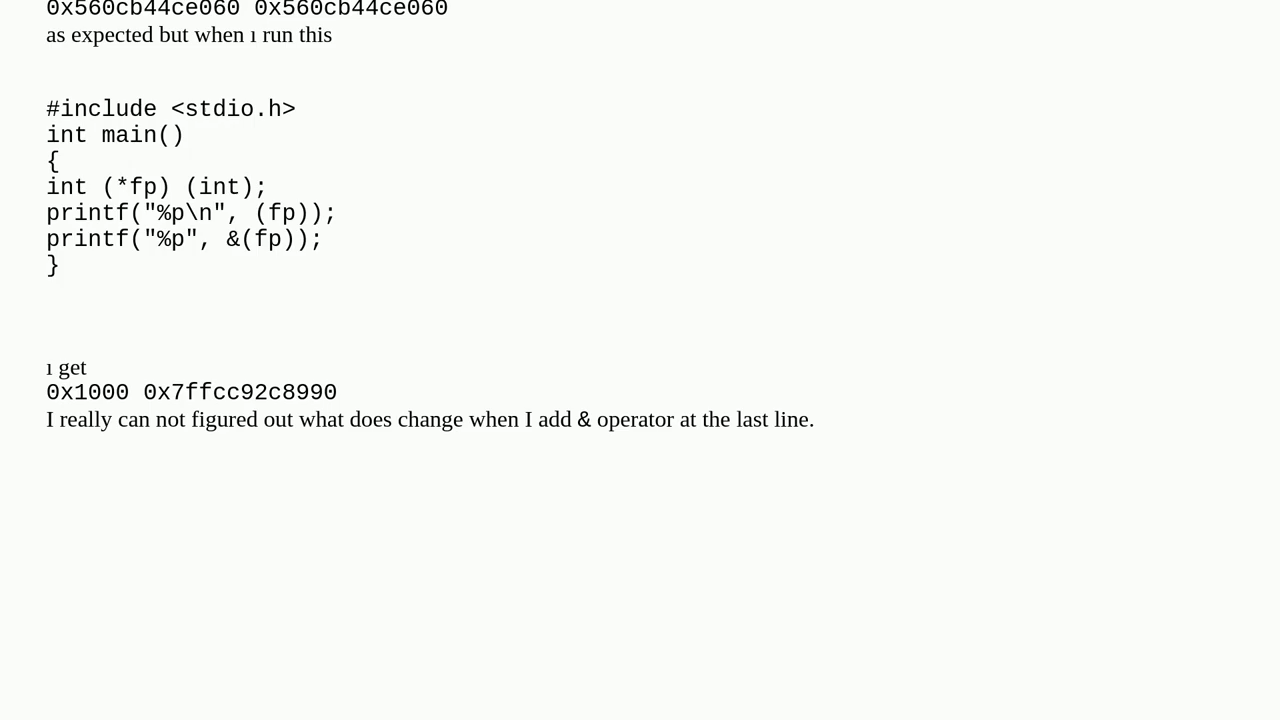 0x560cb44ce060 0x560cb44ce060
as expected but when ı run this
#include <stdio.h>
int main()
{
int (*fp) (int);
printf("%p\n", (fp));
printf("%p", &(fp));
}
ı get
0x1000 0x7ffcc92c8990
I really can not figured out what does change when I add & operator at the last line.